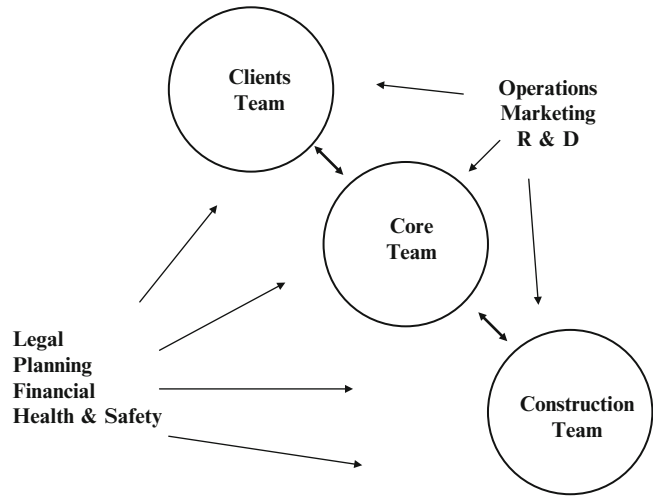 Clients
Team
Operations
Marketing
R & D
Core
Team
Legal
Planning
Financial
Health & Safety
Construction
Team